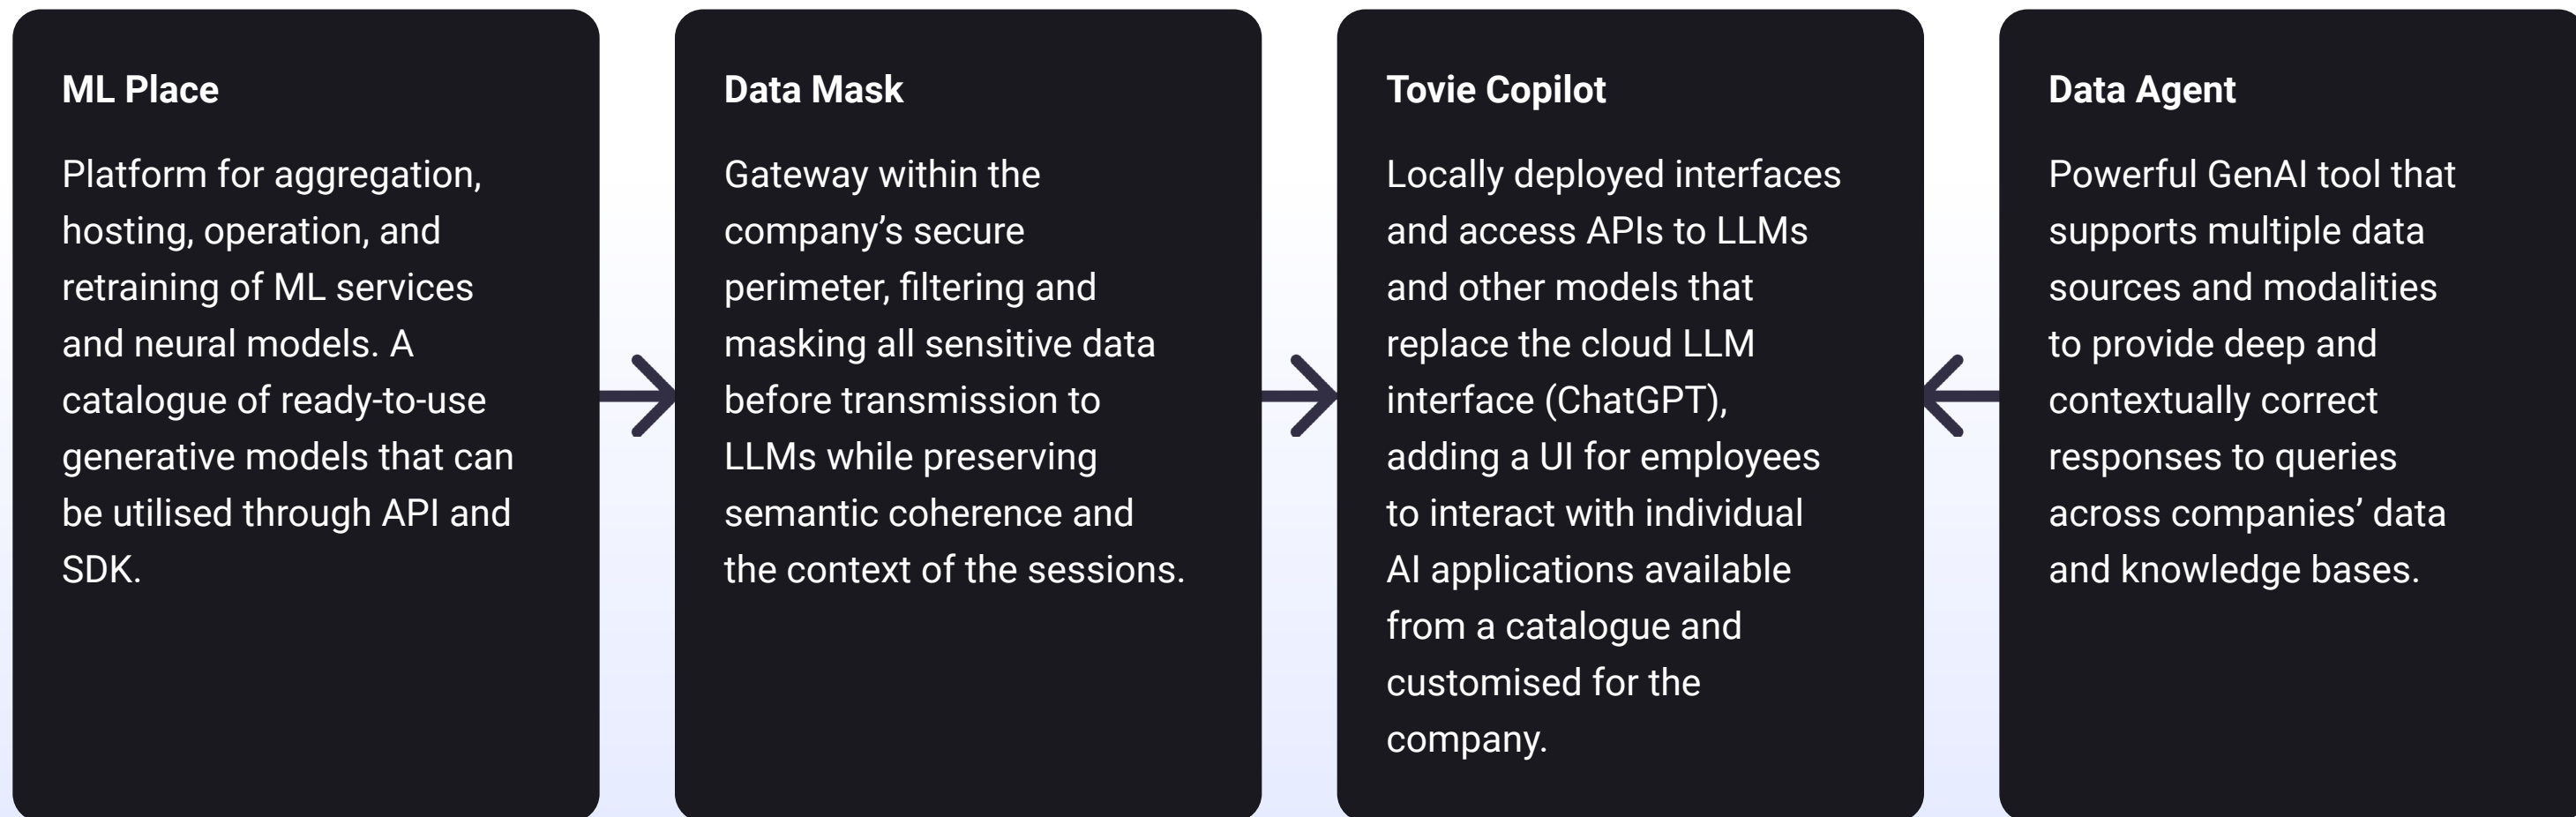 ML Place
Platform for aggregation,
hosting, operation, and
retraining of ML services
and neural models. A
catalogue of ready-to-use
generative models that can
be utilised through API and
SDK.
Data Mask
Gateway within the
company’s secure
perimeter, filtering and
masking all sensitive data
before transmission to
LLMs while preserving
semantic coherence and
the context of the sessions.
Tovie Copilot
Locally deployed interfaces
and access APIs to LLMs
and other models that
replace the cloud LLM
interface (ChatGPT),
adding a UI for employees
to interact with individual
AI applications available
from a catalogue and
customised for the
company.
Data Agent
Powerful GenAI tool that
supports multiple data
sources and modalities
to provide deep and
contextually correct
responses to queries
across companies’ data
and knowledge bases.